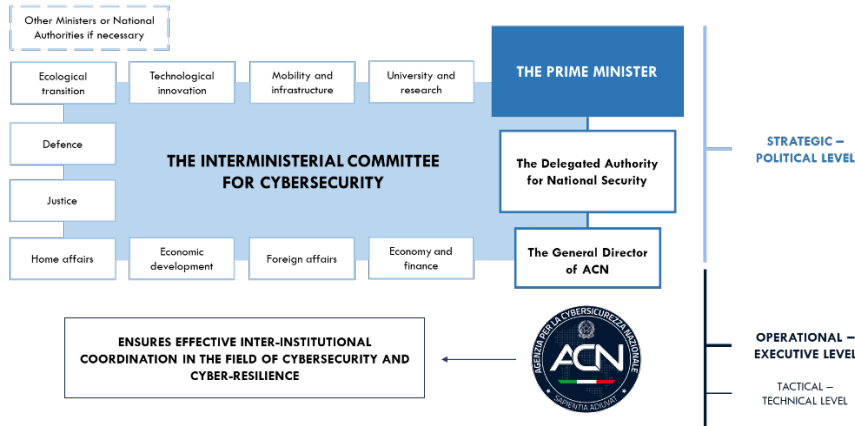 Other Ministers or National
Authorities if necessary
Ecological
transition
Technological
innovation
Mobility and
infrastructure
University and
research
THE PRIME MINISTER
Defence
THE INTERMINISTERIAL COMMITTEE
FOR CYBERSECURITY
The Delegated Authority
for National Security
STRATEGIC –
POLITICAL LEVEL
Justice
Home affairs
Economic
development
Foreign affairs
Economy and
finance
The General Director
of ACN
ENSURES EFFECTIVE INTER-INSTITUTIONAL
COORDINATION IN THE FIELD OF CYBERSECURITY AND
CYBER-RESILIENCE
AGENZIA PER LA CYBERSICUREZZA NAZIONALE
ACN
SAPIENTIA ADIUVAT
OPERATIONAL –
EXECUTIVE LEVEL
TACTICAL –
TECHNICAL LEVEL